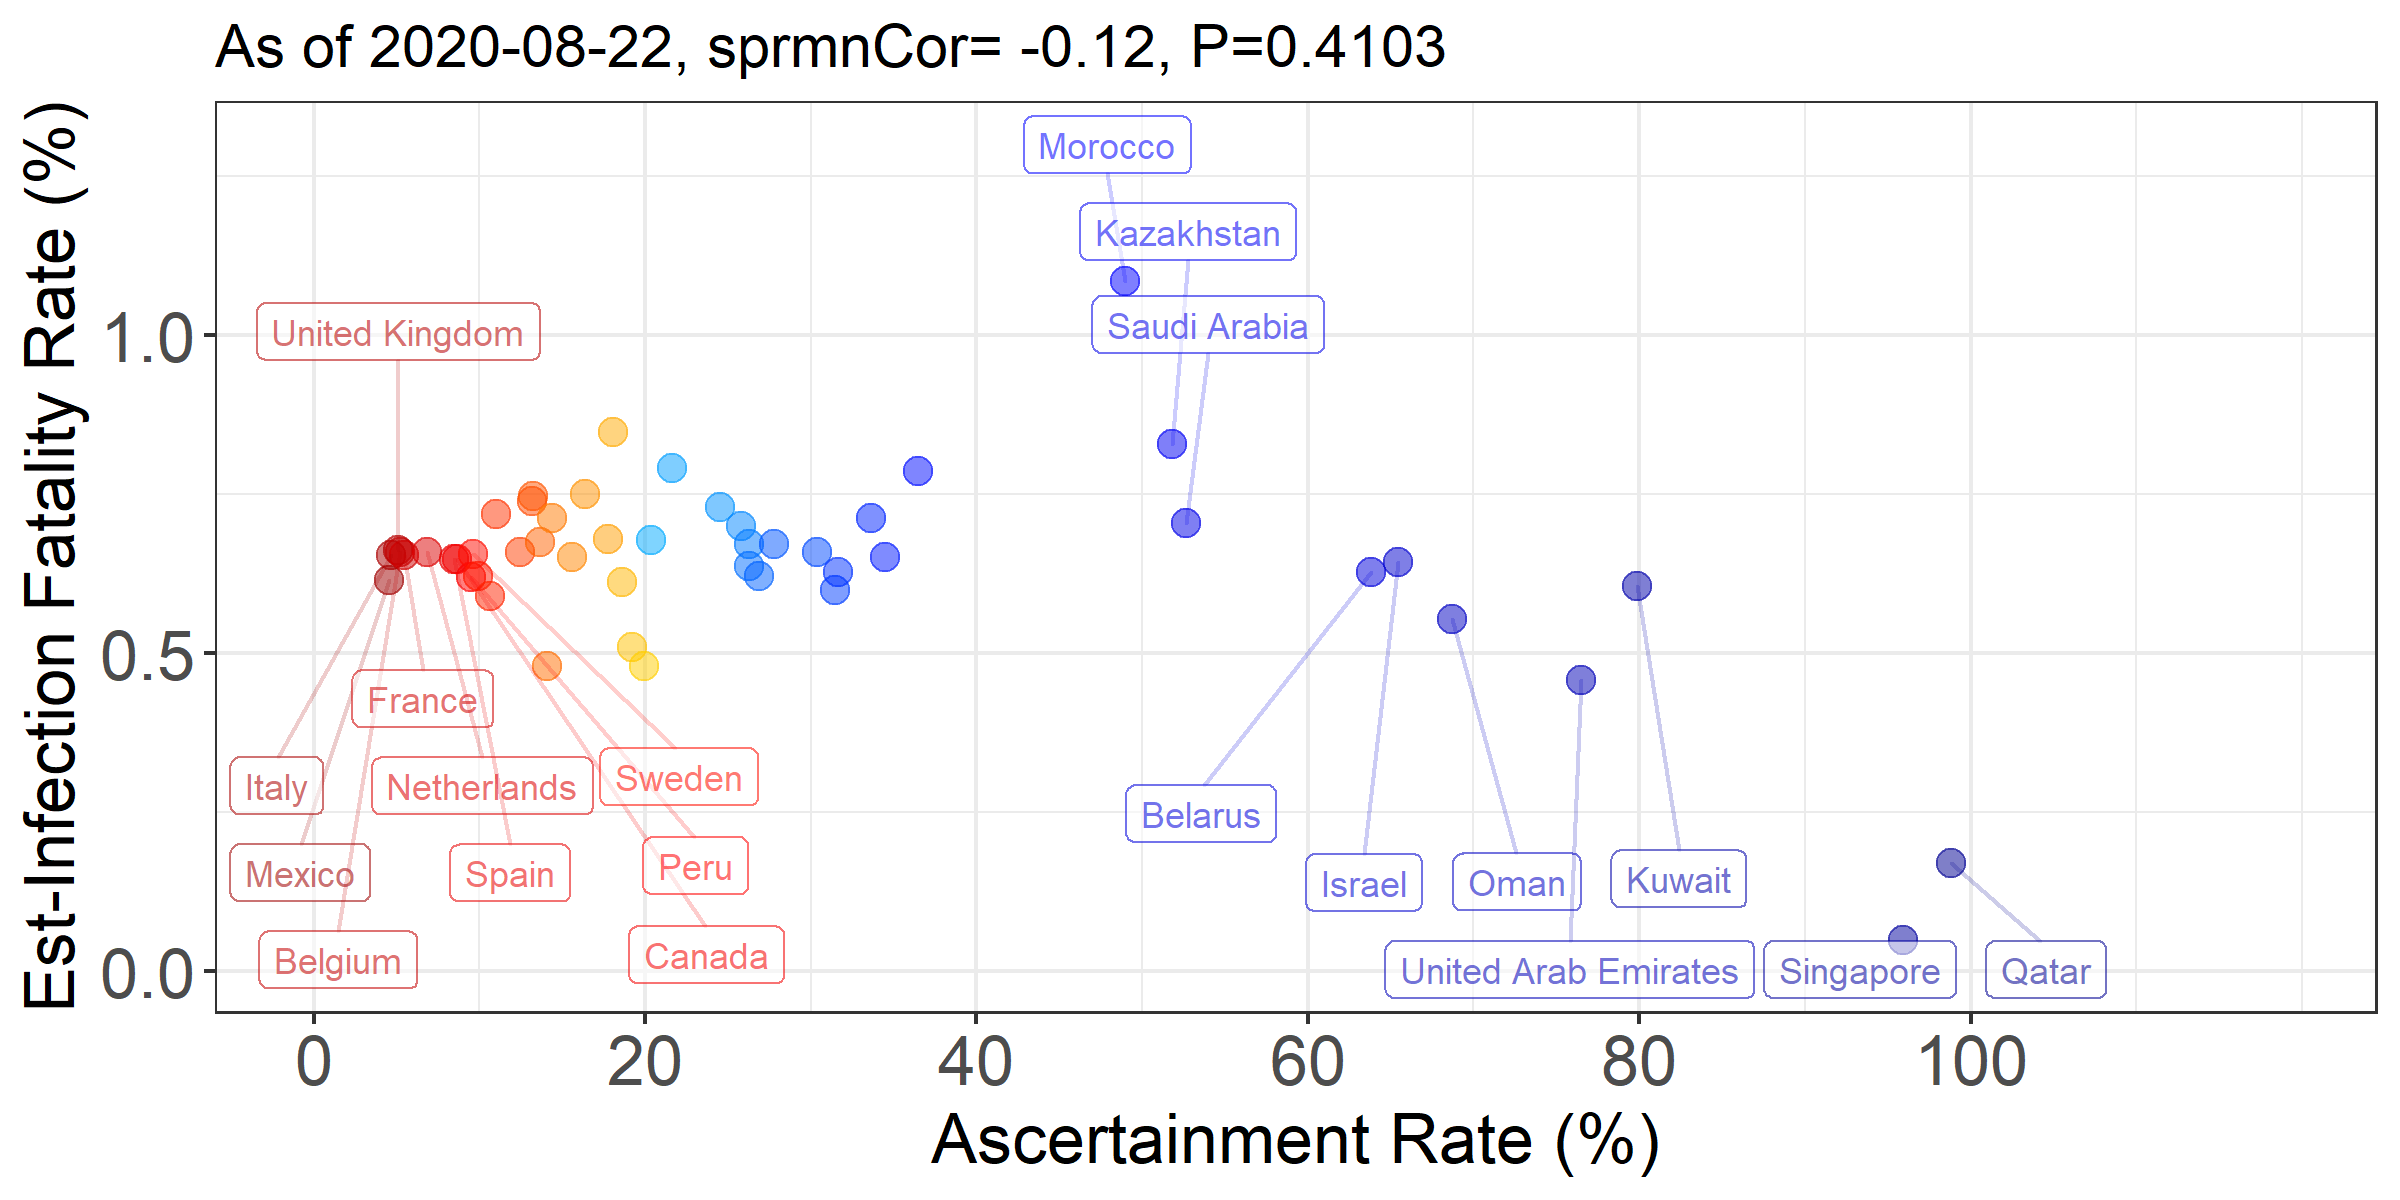 As of 2020-08-22, sprmnCor= -0.12, P=0.4103
Est-Infection Fatality Rate (%)
1.0
0.5
0.0
Morocco
Kazakhstan
Saudi Arabia
United Kingdom
France
Italy
Netherlands
Sweden
Mexico
Spain
Peru
Belgium
Canada
Belarus
Israel
Oman
Kuwait
United Arab Emirates
Singapore
Qatar
0
20
40
60
80
100
Ascertainment Rate (%)